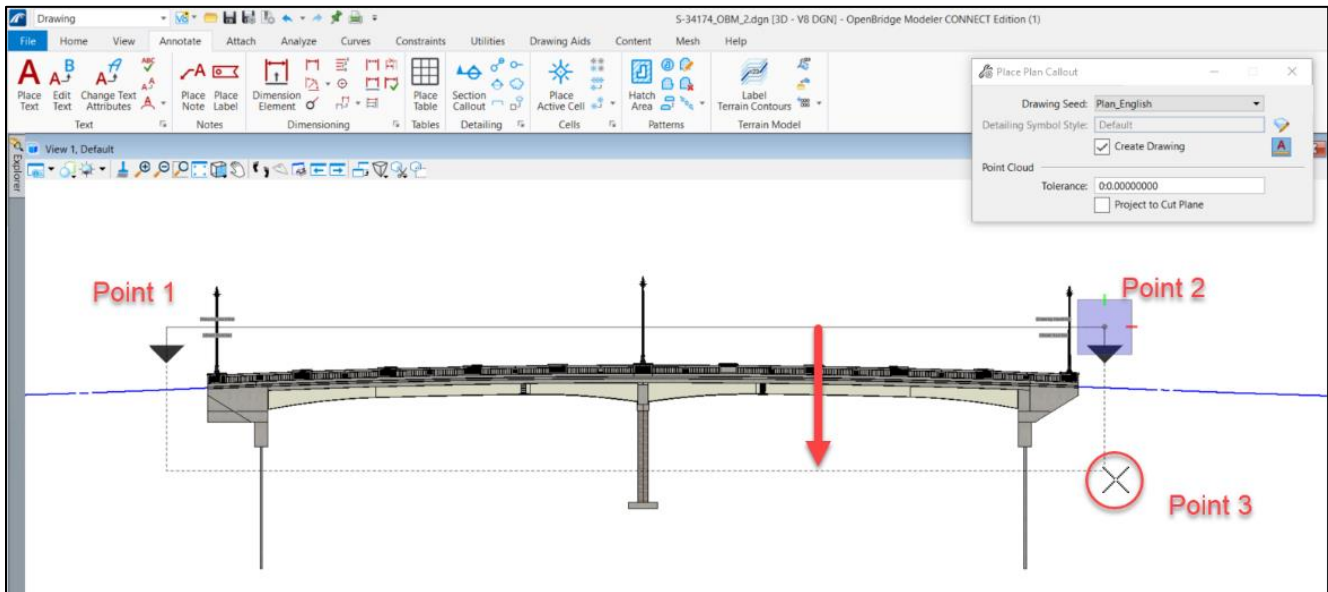 Drawing
S-34174_OBM_2.dgn [3D - V8 DGN] - OpenBridge Modeler CONNECT Edition (1)
File Home View Annotate Attach Analyze Curves Constraints Utilities Drawing Aids Content Mesh Help
Place Text
Edit Text
Change Text Attributes
Place Note
Place Label
Dimension Element
Place Table
Section Callout
Place Active Cell
Hatch Area
Label Terrain Contours
Text
Notes
Dimensioning
Tables
Detailing
Cells
Patterns
Terrain Model
Explorer
View 1, Default
Place Plan Callout
Drawing Seed: Plan_English
Detailing Symbol Style: Default
Create Drawing
Point Cloud
Tolerance: 0:0.00000000
Project to Cut Plane
Point 1
Point 2
Point 3